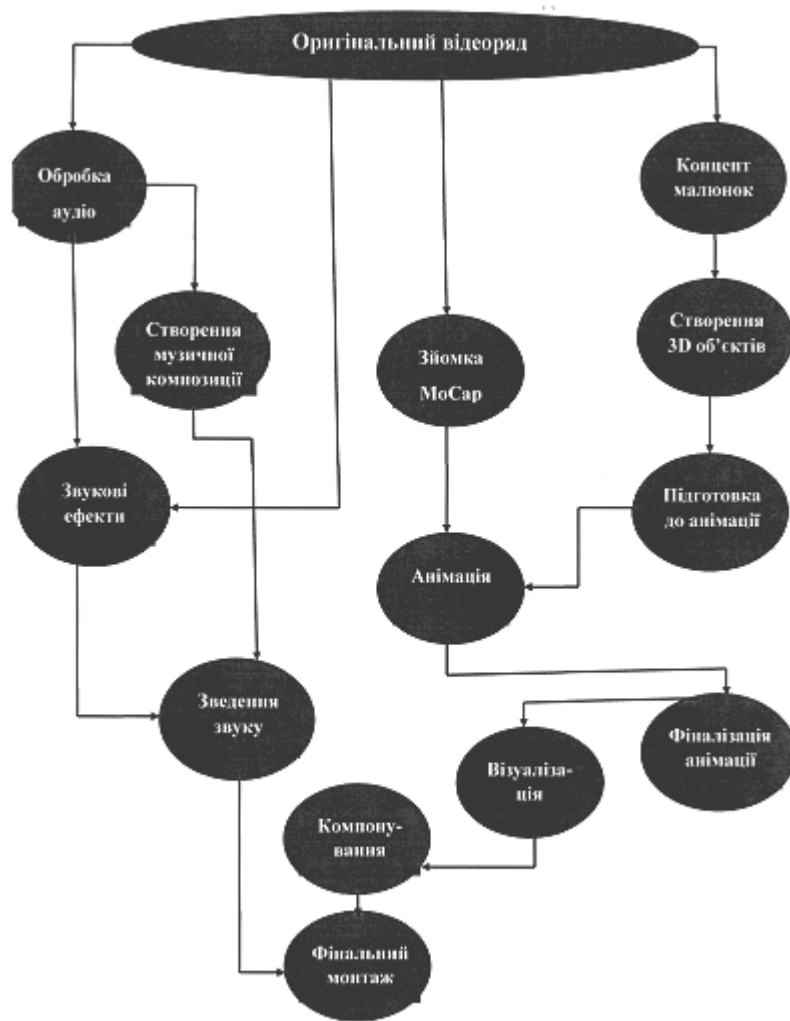 Оригінальний відеоряд
Обробка
аудіо
Концепт
малюнок
Створення
музичної
композиції
Створення
3D об'єктів
Зйомка
MoCap
Звукові
ефекти
Підготовка
до анімації
Анімація
Зведення
звуку
Фіналізація
анімації
Візуаліза-
ція
Компону-
вання
Фінальний
монтаж